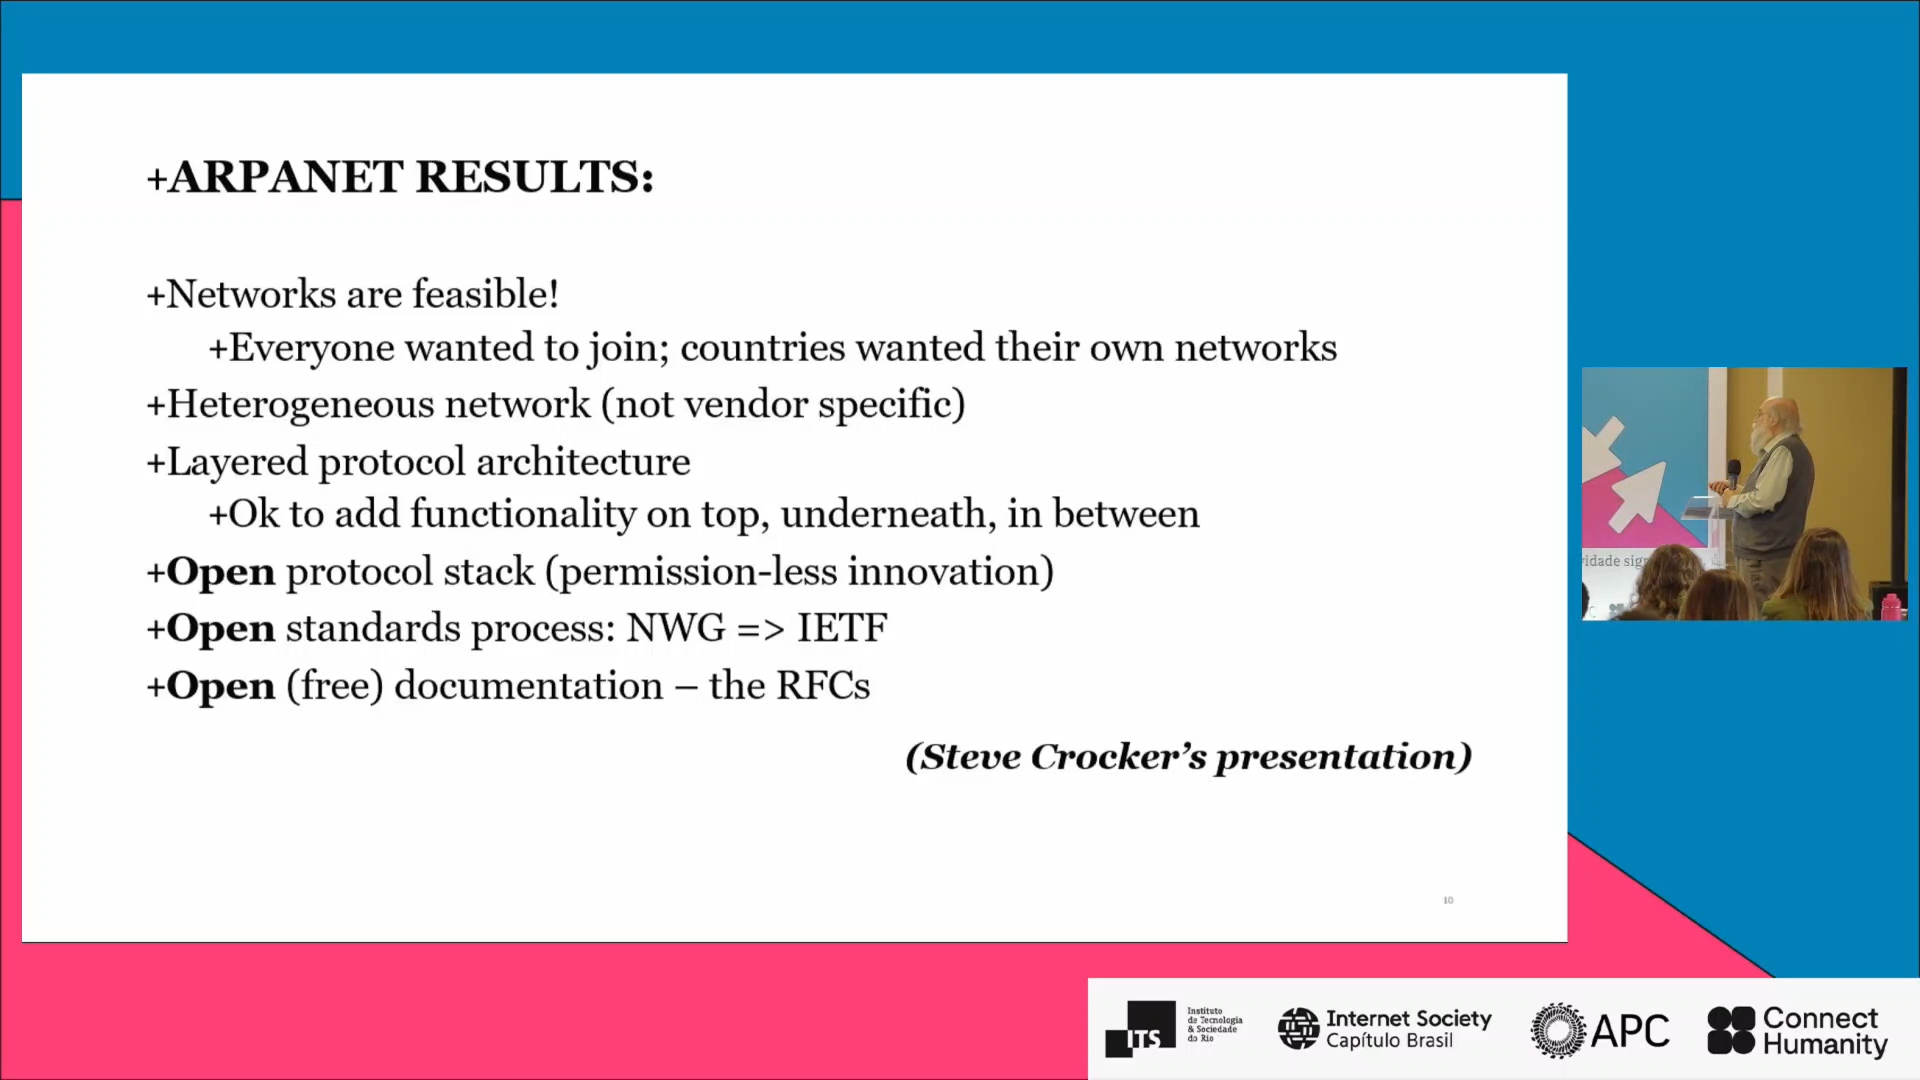 +ARPANET RESULTS:
+Networks are feasible!
+Everyone wanted to join; countries wanted their own networks
+Heterogeneous network (not vendor specific)
+Layered protocol architecture
+Ok to add functionality on top, underneath, in between
+Open protocol stack (permission-less innovation)
+Open standards process: NWG => IETF
+Open (free) documentation – the RFCs
(Steve Crocker's presentation)
10
vidade sig
ITS
Instituto
de Tecnologia
& Sociedade
do Rio
Internet Society
Capítulo Brasil
APC
Connect
Humanity